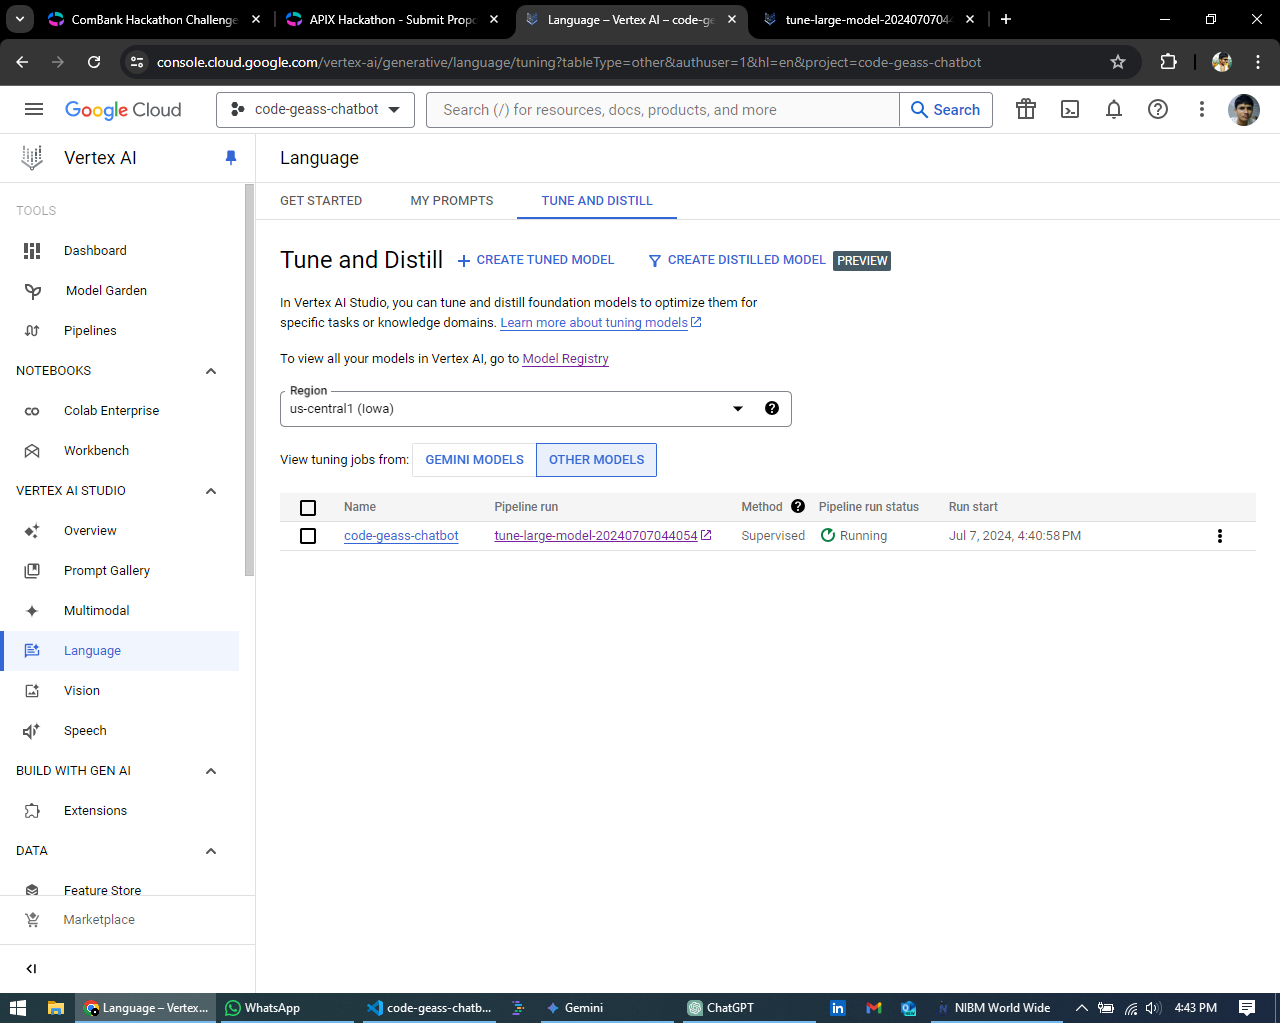 ComBank Hackathon Challenge
APIX Hackathon - Submit Propo
Language – Vertex AI – code-ge
tune-large-model-20240707044
console.cloud.google.com/vertex-ai/generative/language/tuning?tableType=other&authuser=1&hl=en&project=code-geass-chatbot
Google Cloud
code-geass-chatbot
Search (/) for resources, docs, products, and more
Search
Vertex AI
Language
TOOLS
Dashboard
Model Garden
Pipelines
NOTEBOOKS
Colab Enterprise
Workbench
VERTEX AI STUDIO
Overview
Prompt Gallery
Multimodal
Language
Vision
Speech
BUILD WITH GEN AI
Extensions
DATA
Feature Store
Marketplace
GET STARTED MY PROMPTS TUNE AND DISTILL
Tune and Distill CREATE TUNED MODEL CREATE DISTILLED MODEL PREVIEW
In Vertex AI Studio, you can tune and distill foundation models to optimize them for
specific tasks or knowledge domains. Learn more about tuning models
To view all your models in Vertex AI, go to Model Registry
Region
us-central1 (Iowa)
View tuning jobs from: GEMINI MODELS OTHER MODELS
Name Pipeline run Method Pipeline run status Run start
code-geass-chatbot tune-large-model-20240707044054 Supervised Running Jul 7, 2024, 4:40:58 PM
Language – Vertex...
WhatsApp
code-geass-chatb...
Gemini
ChatGPT
NIBM World Wide
4:43 PM